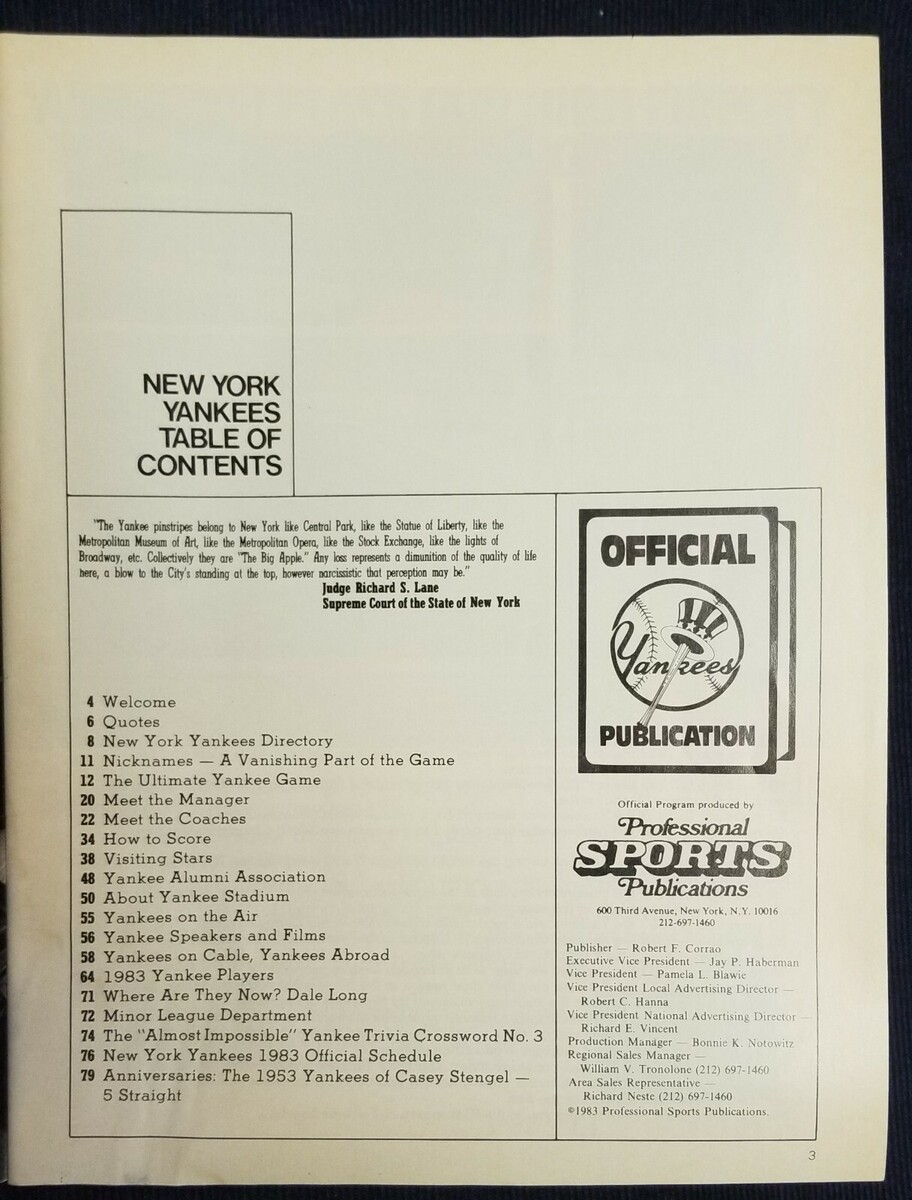 NEW YORK
YANKEES
TABLE OF
CONTENTS
"The Yankee pinstripes belong to New York like Central Park, like the Statue of Liberty, like the
Metropolitan Museum of Art, like the Metropolitan Opera, like the Stock Exchange, like the lights of
Broadway, etc. Collectively they are "The Big Apple." Any loss represents a dimunition of the quality of life
here, a blow to the City's standing at the top, however narcissistic that perception may be."
Judge Richard S. Lane
Supreme Court of the State of New York
4 Welcome
6 Quotes
8 New York Yankees Directory
11 Nicknames — A Vanishing Part of the Game
12 The Ultimate Yankee Game
20 Meet the Manager
22 Meet the Coaches
34 How to Score
38 Visiting Stars
48 Yankee Alumni Association
50 About Yankee Stadium
55 Yankees on the Air
56 Yankee Speakers and Films
58 Yankees on Cable, Yankees Abroad
64 1983 Yankee Players
71 Where Are They Now? Dale Long
72 Minor League Department
74 The "Almost Impossible" Yankee Trivia Crossword No. 3
76 New York Yankees 1983 Official Schedule
79 Anniversaries: The 1953 Yankees of Casey Stengel —
5 Straight
OFFICIAL
Yankees
PUBLICATION
Official Program produced by
Professional
SPORTS
Publications
600 Third Avenue, New York, N.Y. 10016
212-697-1460
Publisher — Robert F. Corrao
Executive Vice President — Jay P. Haberman
Vice President — Pamela L. Blawie
Vice President Local Advertising Director —
Robert C. Hanna
Vice President National Advertising Director —
Richard E. Vincent
Production Manager — Bonnie K. Notowitz
Regional Sales Manager —
William V. Tronolone (212) 697-1460
Area Sales Representative —
Richard Neste (212) 697-1460
©1983 Professional Sports Publications.
3